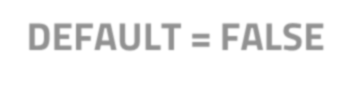 DEFAULT = FALSE